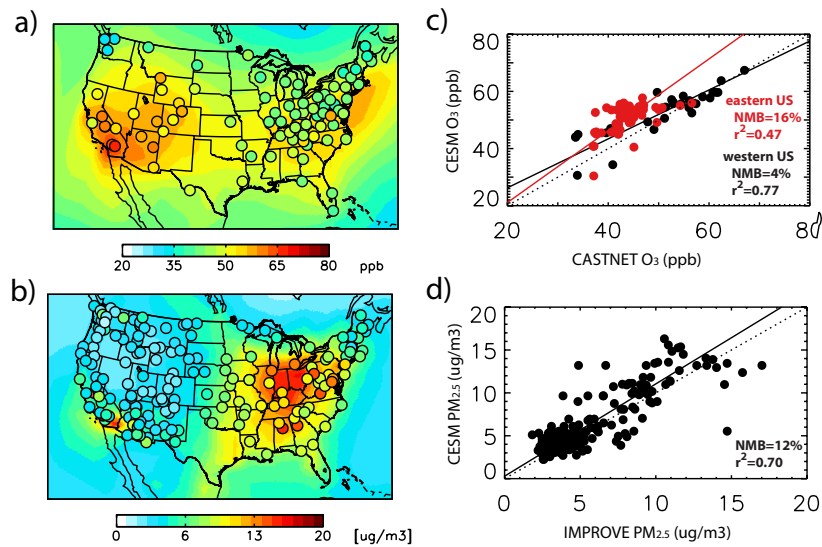 a)
20 35 50 65 80
ppb
b)
0 6 13 20
[ug/m3]
c)
80
60
40
20
CESM O3 (ppb)
eastern US
NMB=16%
r²=0.47
western US
NMB=4%
r²=0.77
20 40 60 80
CASTNET O3 (ppb)
d)
20
15
10
5
0
CESM PM2.5 (ug/m3)
NMB=12%
r²=0.70
0 5 10 15 20
IMPROVE PM2.5 (ug/m3)